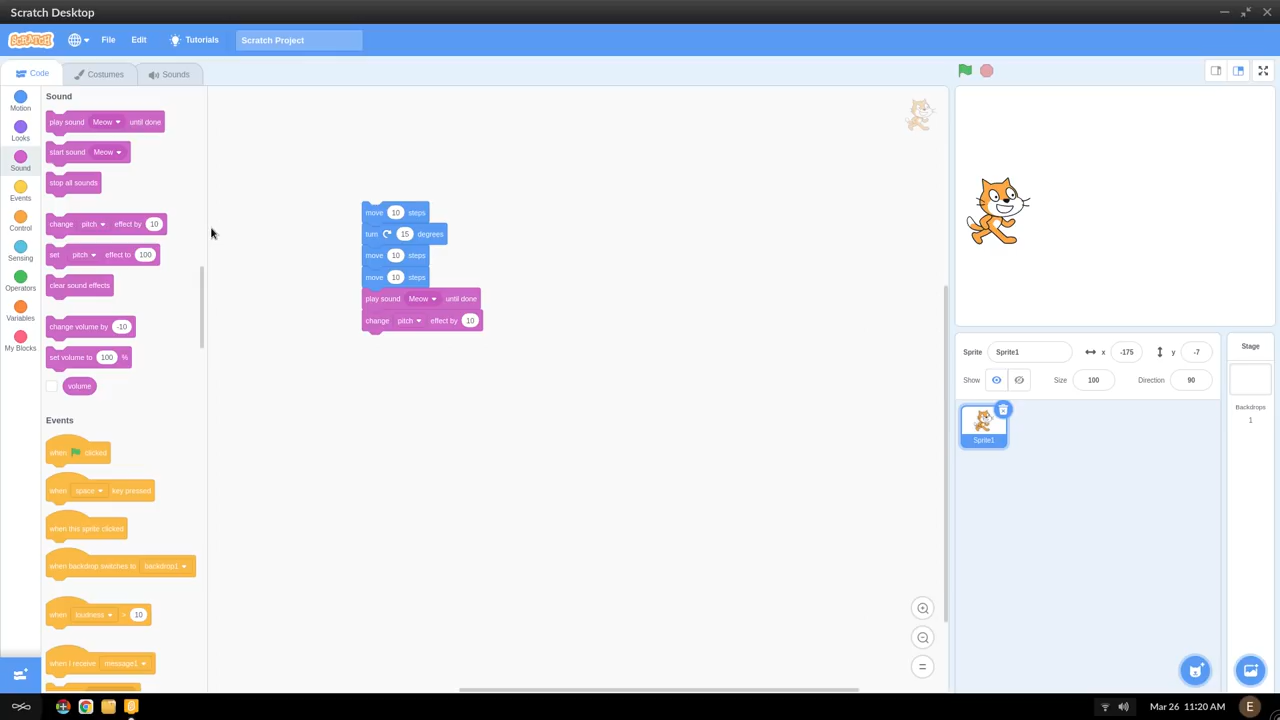 Scratch Desktop
SCRATCH
File
Edit
Tutorials
Scratch Project
Code
Costumes
Sounds
Motion
Looks
Sound
Events
Control
Sensing
Operators
Variables
My Blocks
Sound
play sound Meow until done
start sound Meow
stop all sounds
change pitch effect by 10
set pitch effect to 100
clear sound effects
change volume by -10
set volume to 100 %
volume
Events
when clicked
when space key pressed
when this sprite clicked
when backdrop switches to backdrop1
when loudness > 10
when I receive message1
move 10 steps
turn 15 degrees
move 10 steps
move 10 steps
play sound Meow until done
change pitch effect by 10
=
Sprite Sprite1 x -175 y -7
Show Size 100 Direction 90
Sprite1
Stage
Backdrops
1
Mar 26 11:20 AM E